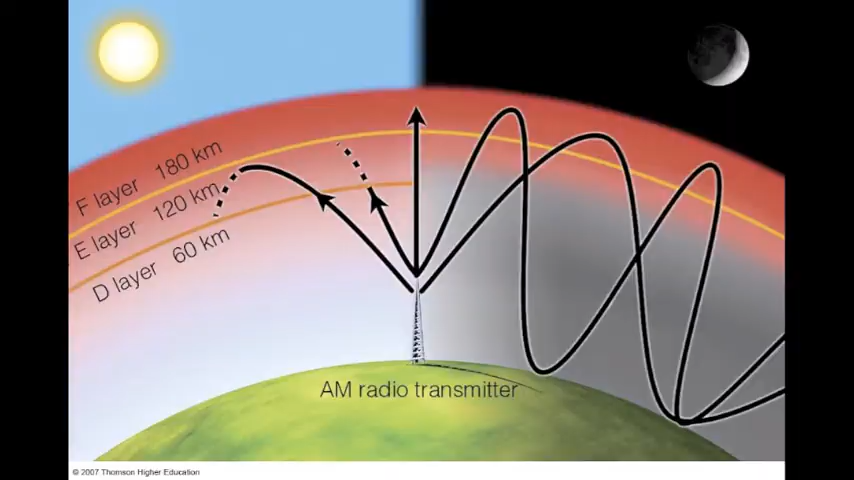 F layer 180 km
E layer 120 km
D layer 60 km
AM radio transmitter
© 2007 Thomson Higher Education